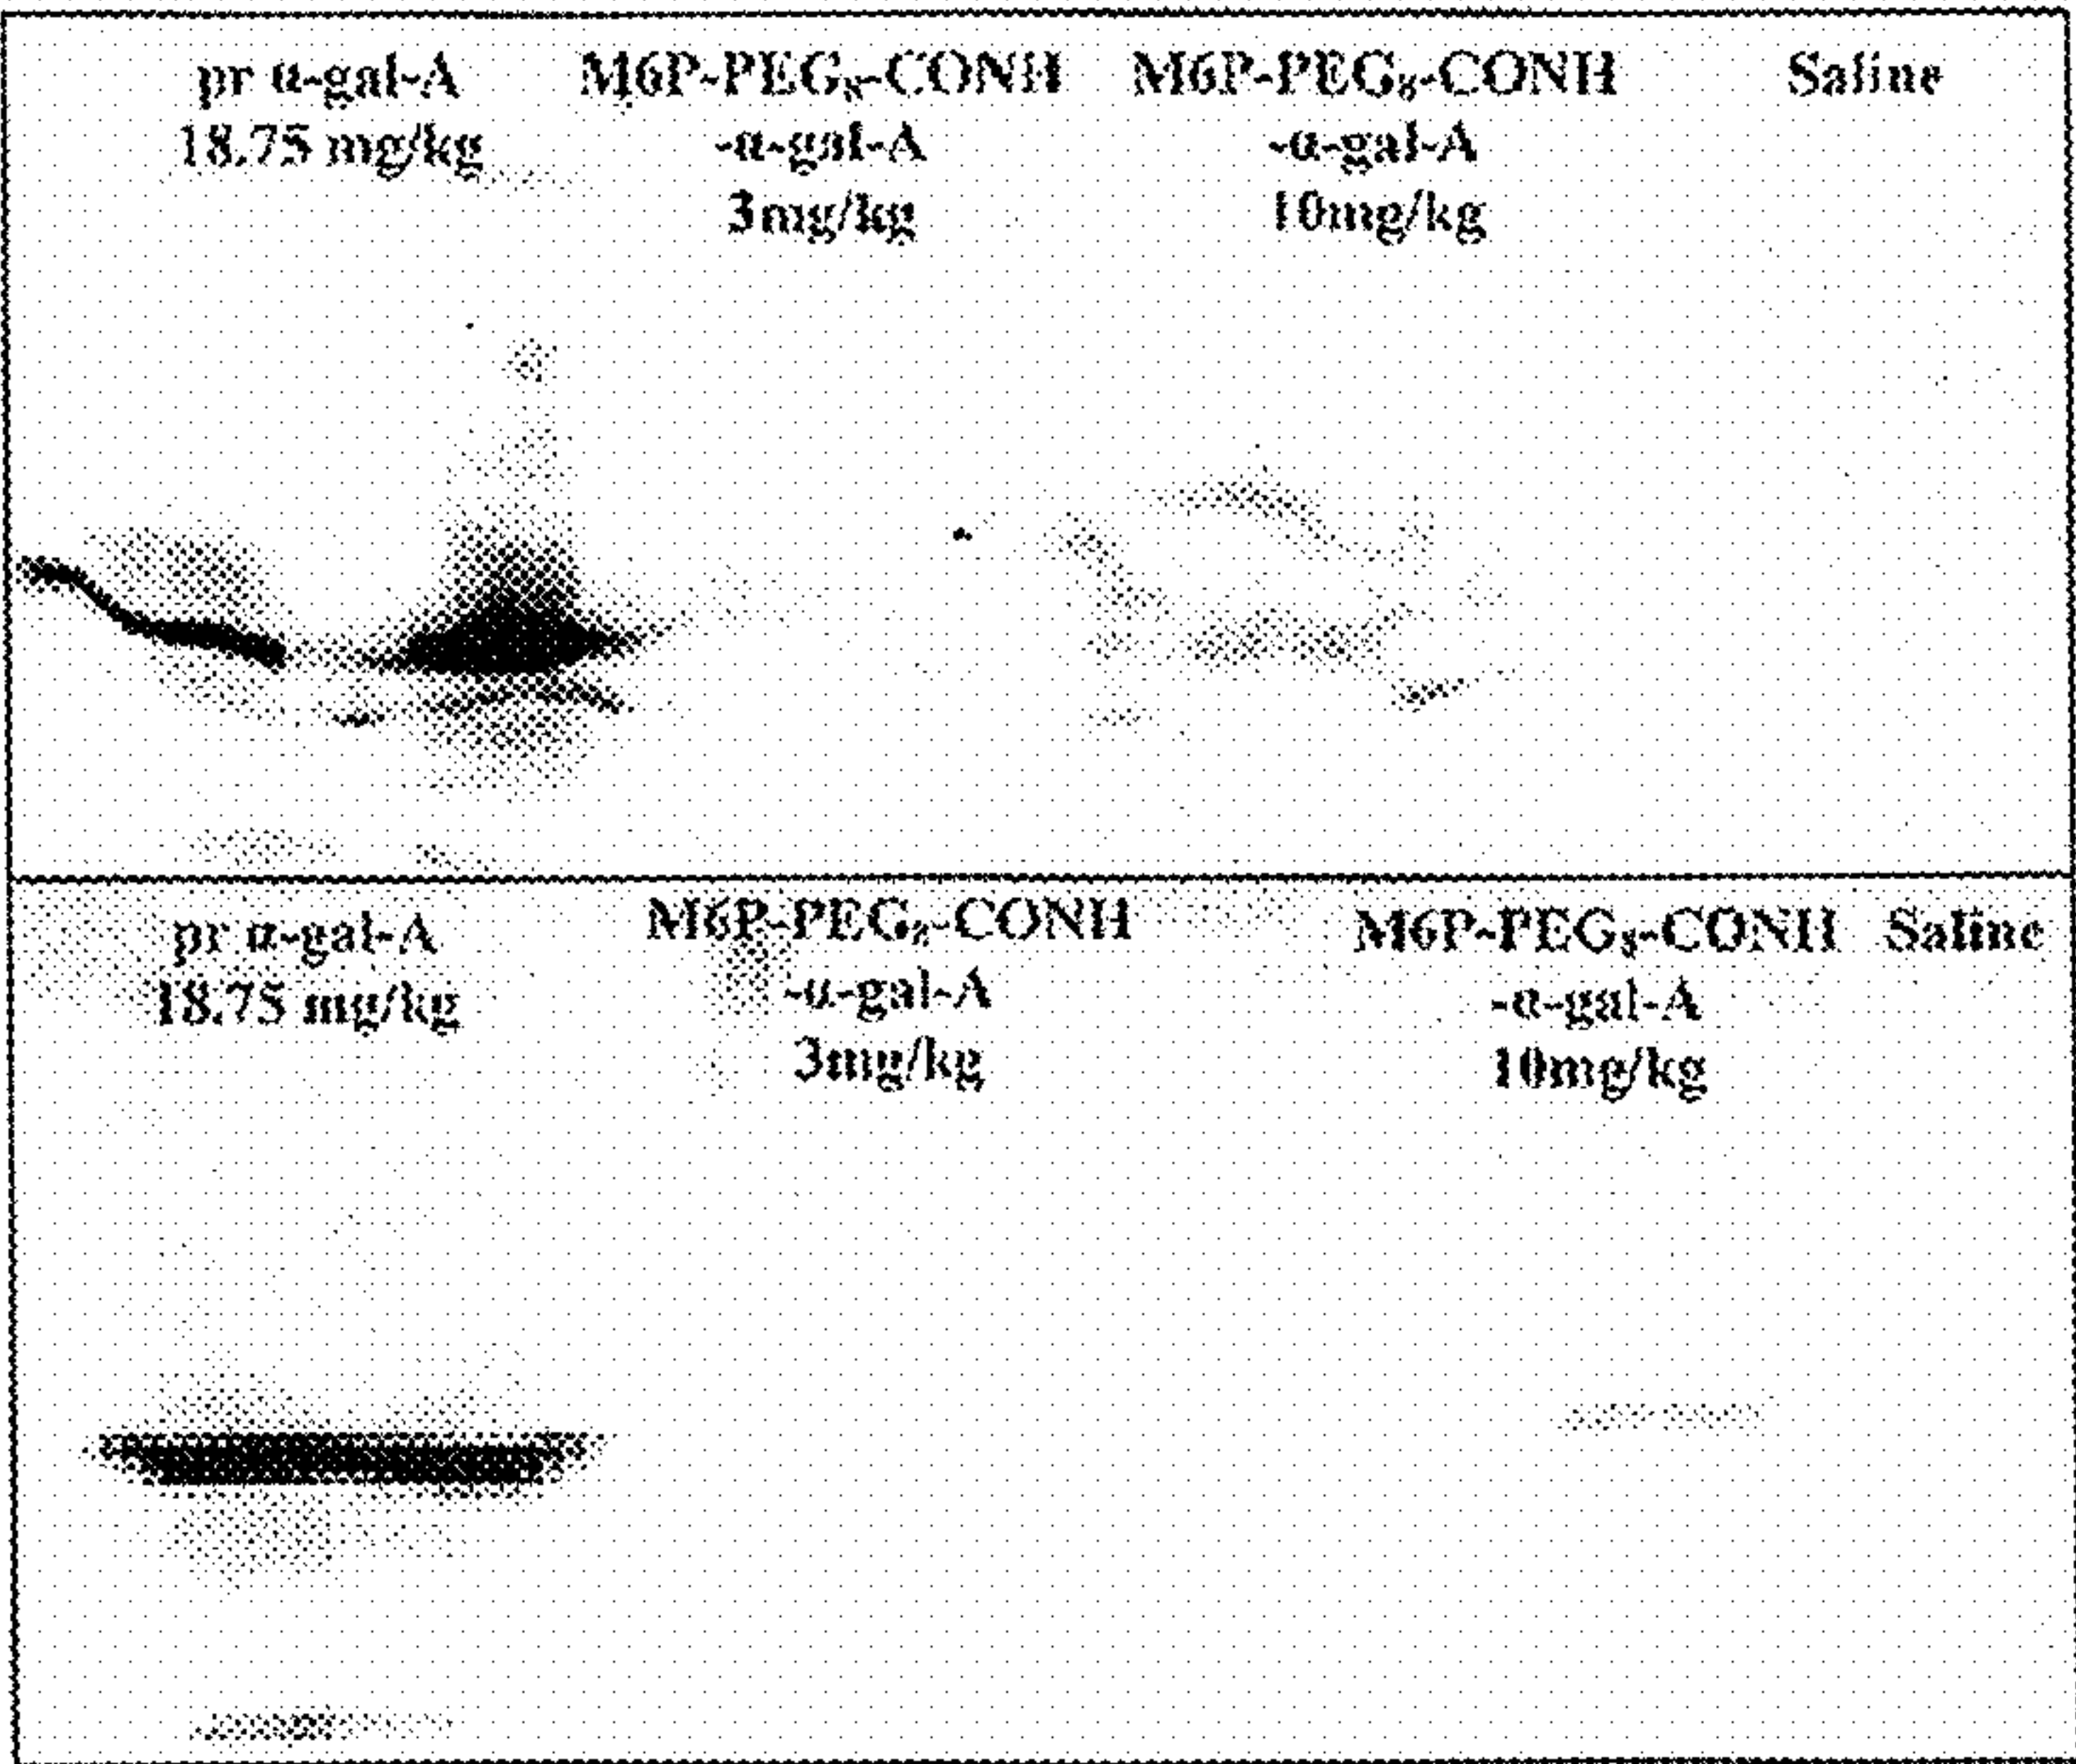 pr α-gal-A M6P-PEG₈-CONH M6P-PEG₈-CONH Saline
18.75 mg/kg -α-gal-A -α-gal-A
3mg/kg 10mg/kg
pr α-gal-A M6P-PEG₈-CONH M6P-PEG₈-CONH Saline
18.75 mg/kg -α-gal-A -α-gal-A
3mg/kg 10mg/kg